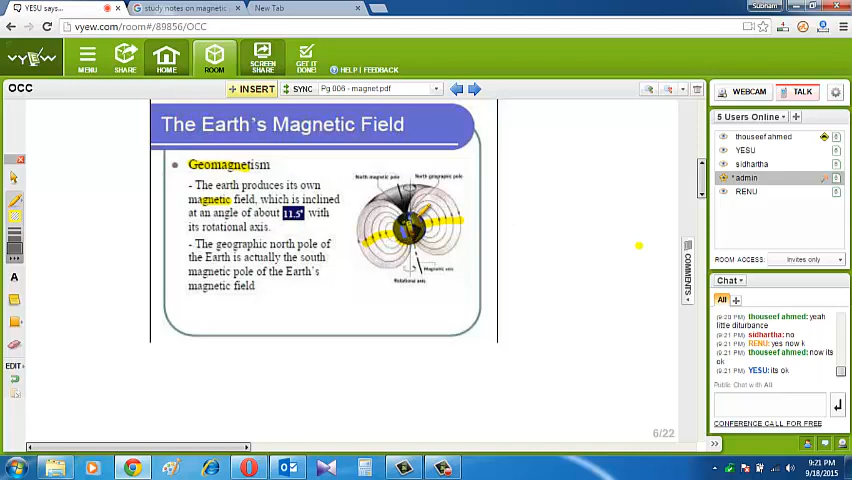 YESU says...
study notes on magnetic
New Tab
Subham
vyew.com/room#/89856/OCC
VYEW
MENU
SHARE
HOME
ROOM
SCREEN
SHARE
GET IT
DONE!
HELP | FEEDBACK
OCC
INSERT
SYNC
Pg 006 - magnet.pdf
WEBCAM
TALK
5 Users Online
thouseef ahmed
YESU
sidhartha
*admin
RENU
ROOM ACCESS:
Invites only
Chat
All
(9:20 PM) thouseef ahmed: yeah
little diturbance
(9:21 PM) sidhartha: no
(9:21 PM) RENU: yes now k
(9:21 PM) thouseef ahmed: now its
ok
(9:21 PM) YESU: its ok
Public Chat with All
CONFERENCE CALL FOR FREE
COMMENTS
EDIT
A
The Earth's Magnetic Field
Geomagnetism
- The earth produces its own
magnetic field, which is inclined
at an angle of about 11.5° with
its rotational axis.
- The geographic north pole of
the Earth is actually the south
magnetic pole of the Earth's
magnetic field
North magnetic pole
North geographic pole
Magnetic axis
Rotational axis
6/22
9:21 PM
9/18/2015